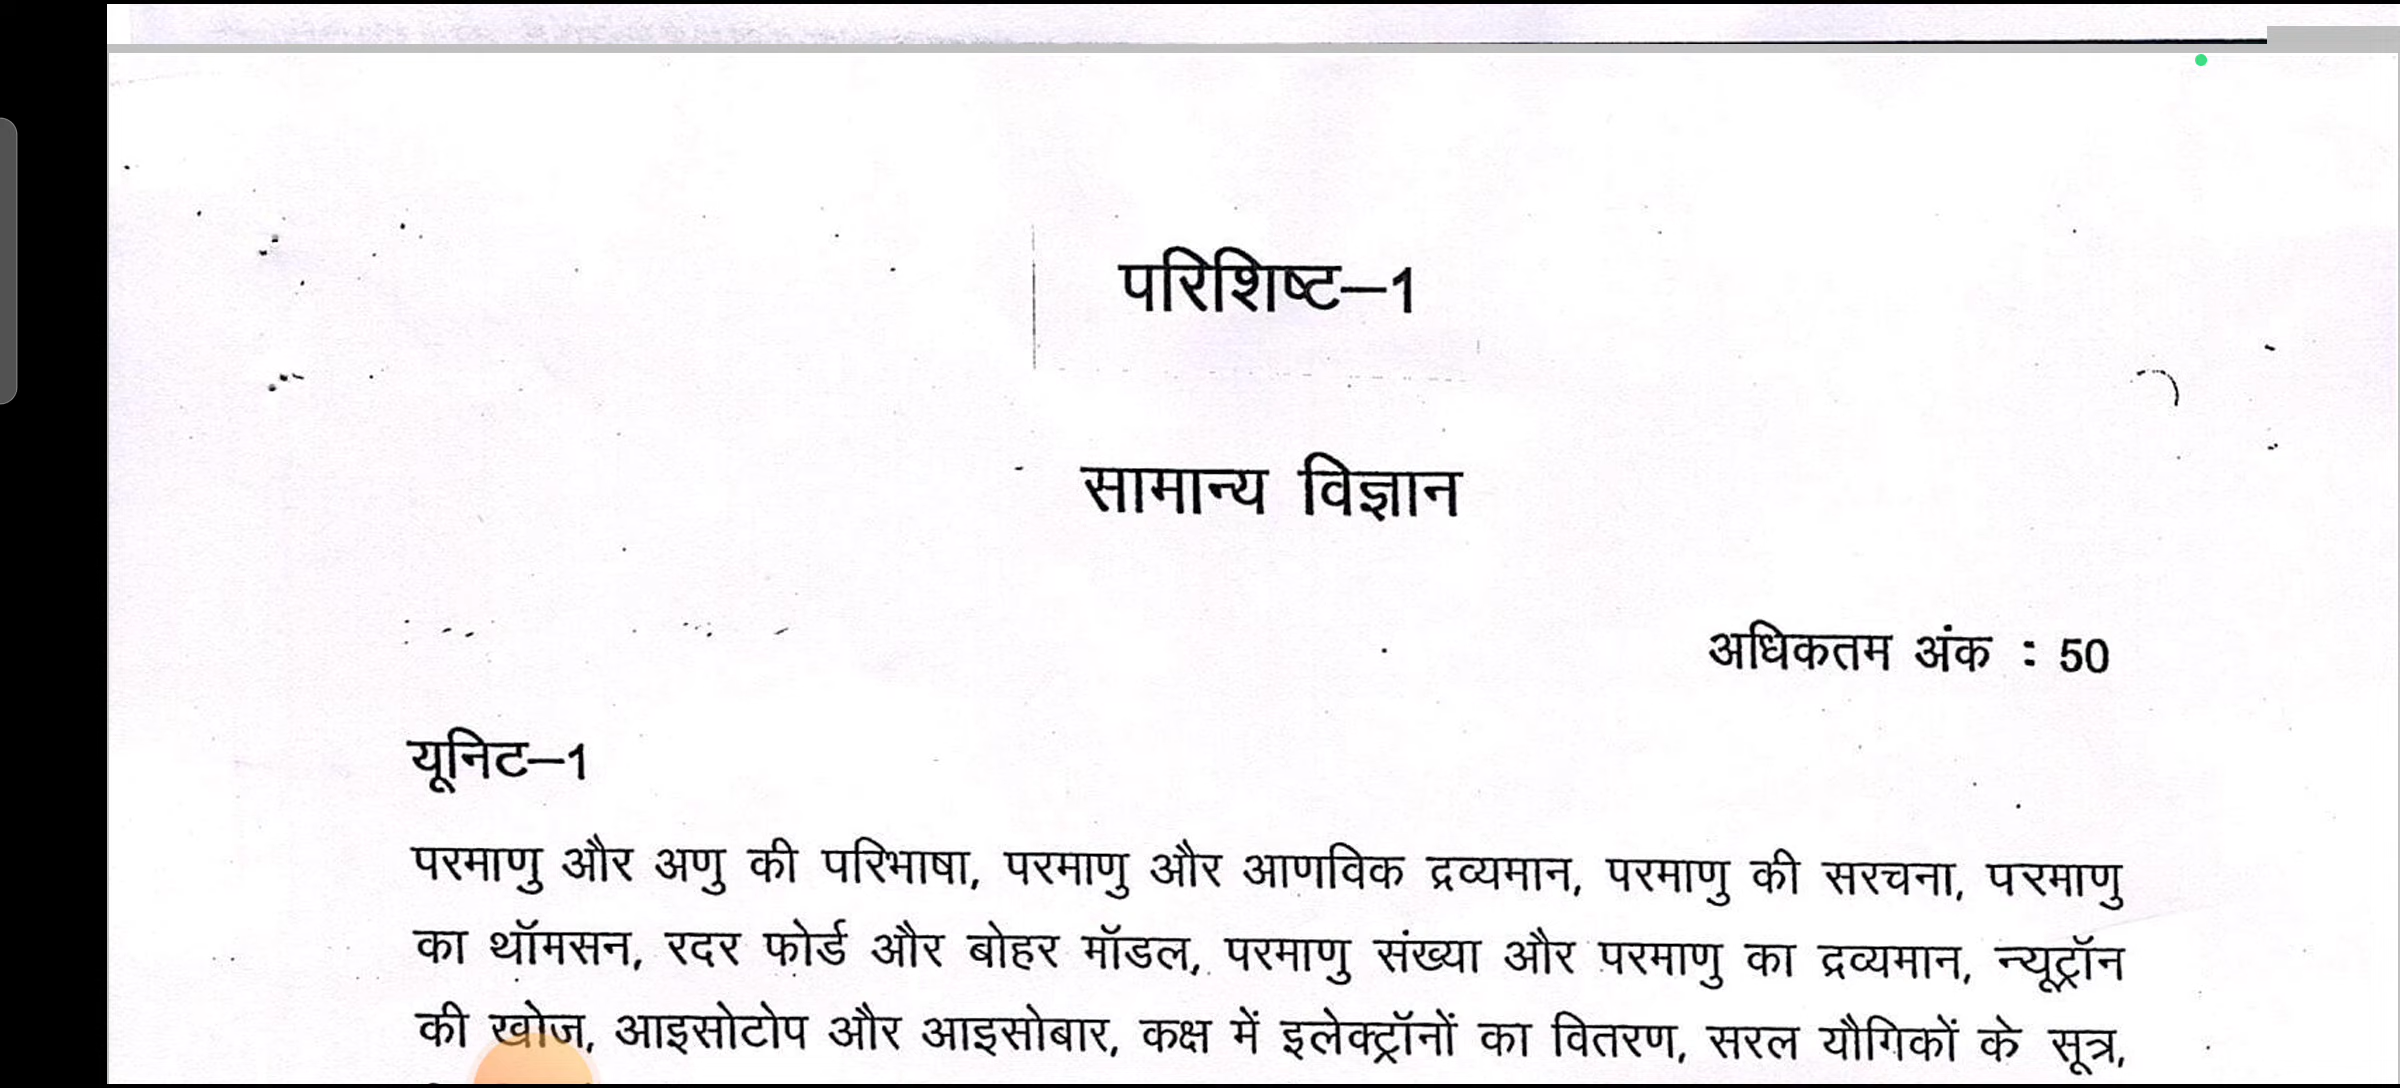 परिशिष्ट–1
सामान्य विज्ञान
अधिकतम अंक : 50
यूनिट–1
परमाणु और अणु की परिभाषा, परमाणु और आणविक द्रव्यमान, परमाणु की सरचना, परमाणु
का थॉमसन, रदर फोर्ड और बोहर मॉडल, परमाणु संख्या और परमाणु का द्रव्यमान, न्यूट्रॉन
की खोज, आइसोटोप और आइसोबार, कक्ष में इलेक्ट्रॉनों का वितरण, सरल यौगिकों के सूत्र,